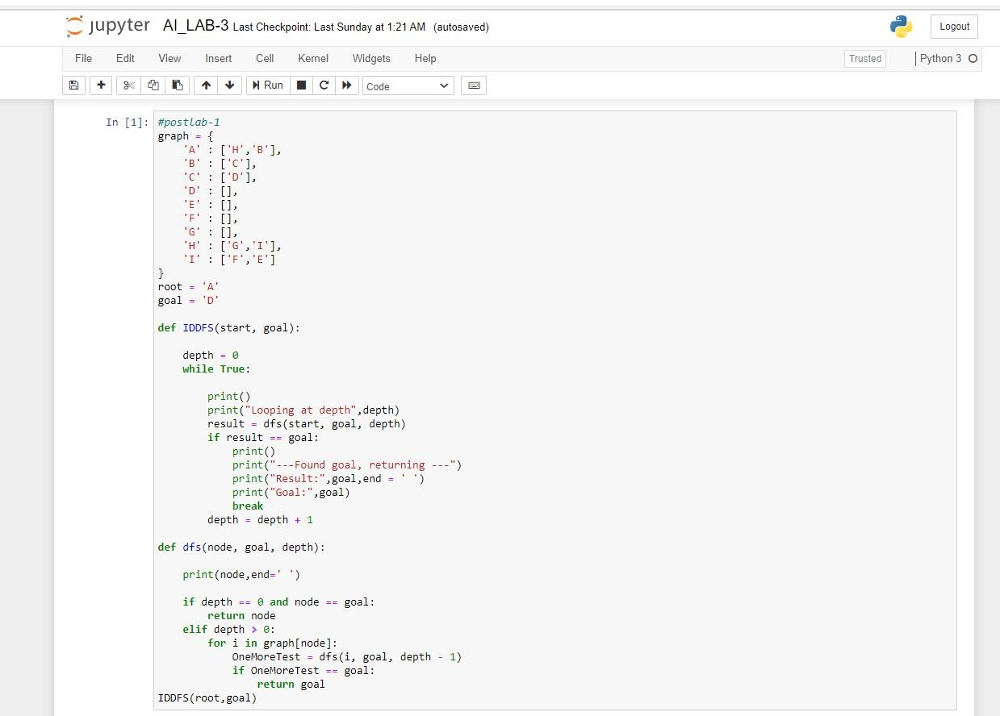 jupyter AI_LAB-3 Last Checkpoint: Last Sunday at 1:21 AM (autosaved) Logout
File Edit View Insert Cell Kernel Widgets Help Trusted Python 3
Run Code
In [1]: #postlab-1
graph = {
    'A' : ['H','B'],
    'B' : ['C'],
    'C' : ['D'],
    'D' : [],
    'E' : [],
    'F' : [],
    'G' : [],
    'H' : ['G','I'],
    'I' : ['F','E']
}
root = 'A'
goal = 'D'
def IDDFS(start, goal):
    depth = 0
    while True:
        print()
        print("Looping at depth",depth)
        result = dfs(start, goal, depth)
        if result == goal:
            print()
            print("---Found goal, returning ---")
            print("Result:",goal,end = ' ')
            print("Goal:",goal)
            break
        depth = depth + 1
def dfs(node, goal, depth):
    print(node,end=' ')
    if depth == 0 and node == goal:
        return node
    elif depth > 0:
        for i in graph[node]:
            OneMoreTest = dfs(i, goal, depth - 1)
            if OneMoreTest == goal:
                return goal
IDDFS(root,goal)